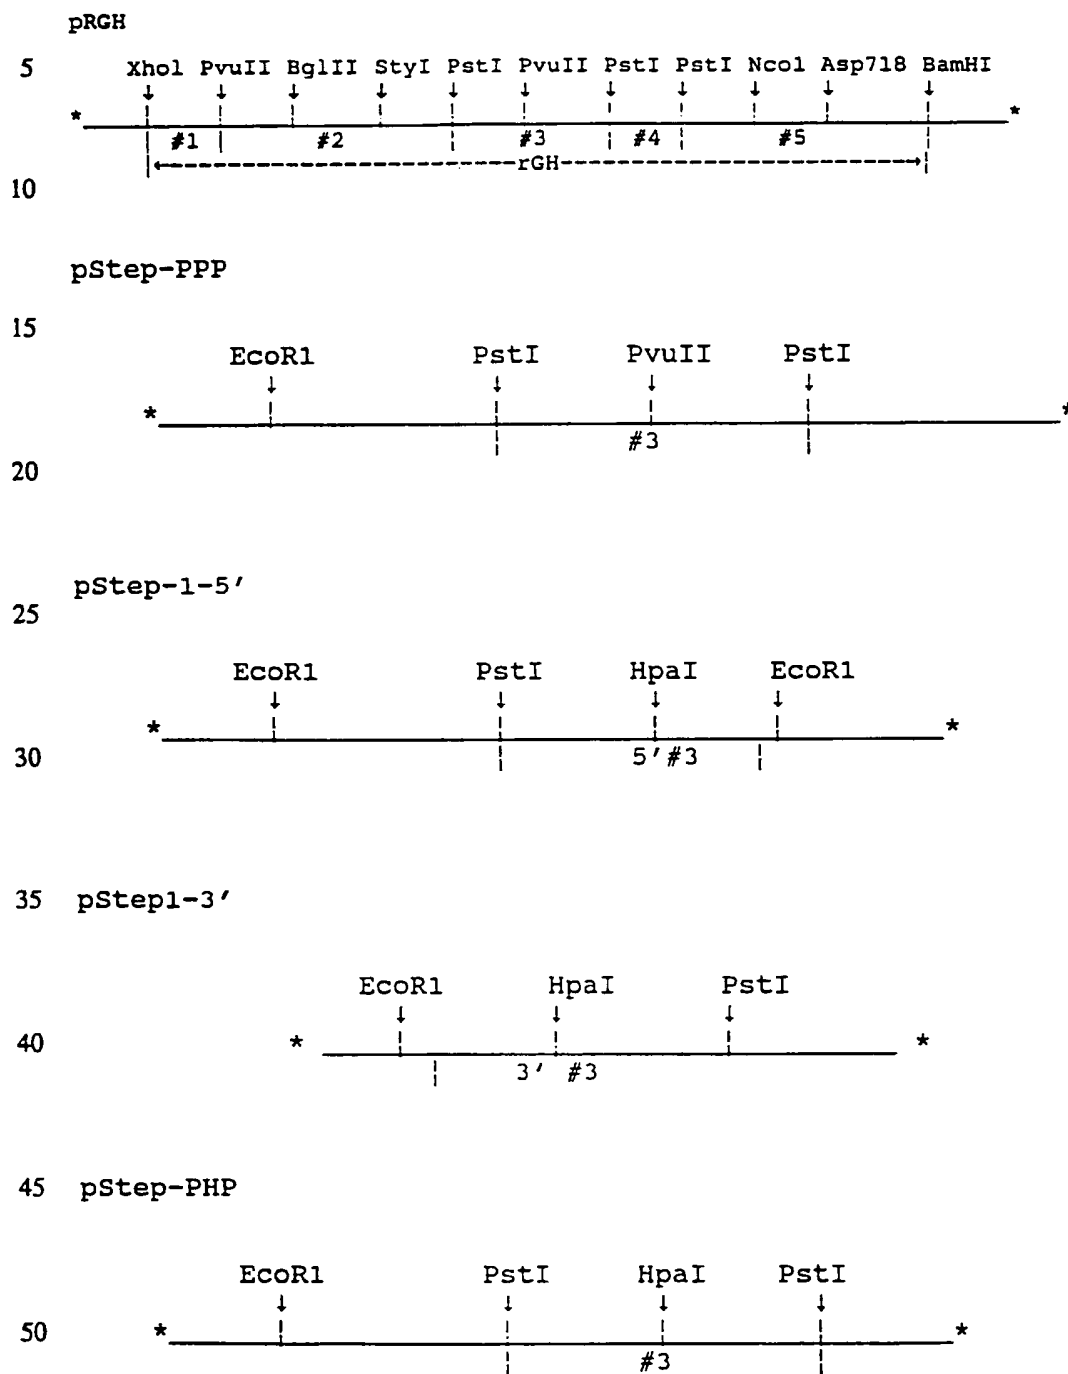 pRGH
5 Xhol PvuII BglII StyI PstI PvuII PstI PstI Ncol Asp718 BamHI
* *
#1 #2 #3 #4 #5
rGH
10
pStep-PPP
15
EcoR1 PstI PvuII PstI
* *
#3
20
pStep-1-5'
25
EcoR1 PstI HpaI EcoR1
* *
30 5'#3
35 pStep1-3'
EcoR1 HpaI PstI
40 * *
3' #3
45 pStep-PHP
EcoR1 PstI HpaI PstI
50 * *
#3